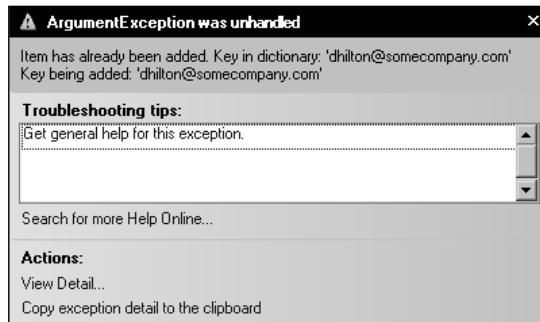 ArgumentException was unhandled
Item has already been added. Key in dictionary: 'dhilton@somecompany.com'
Key being added: 'dhilton@somecompany.com'
Troubleshooting tips:
Get general help for this exception.
Search for more Help Online...
Actions:
View Detail...
Copy exception detail to the clipboard